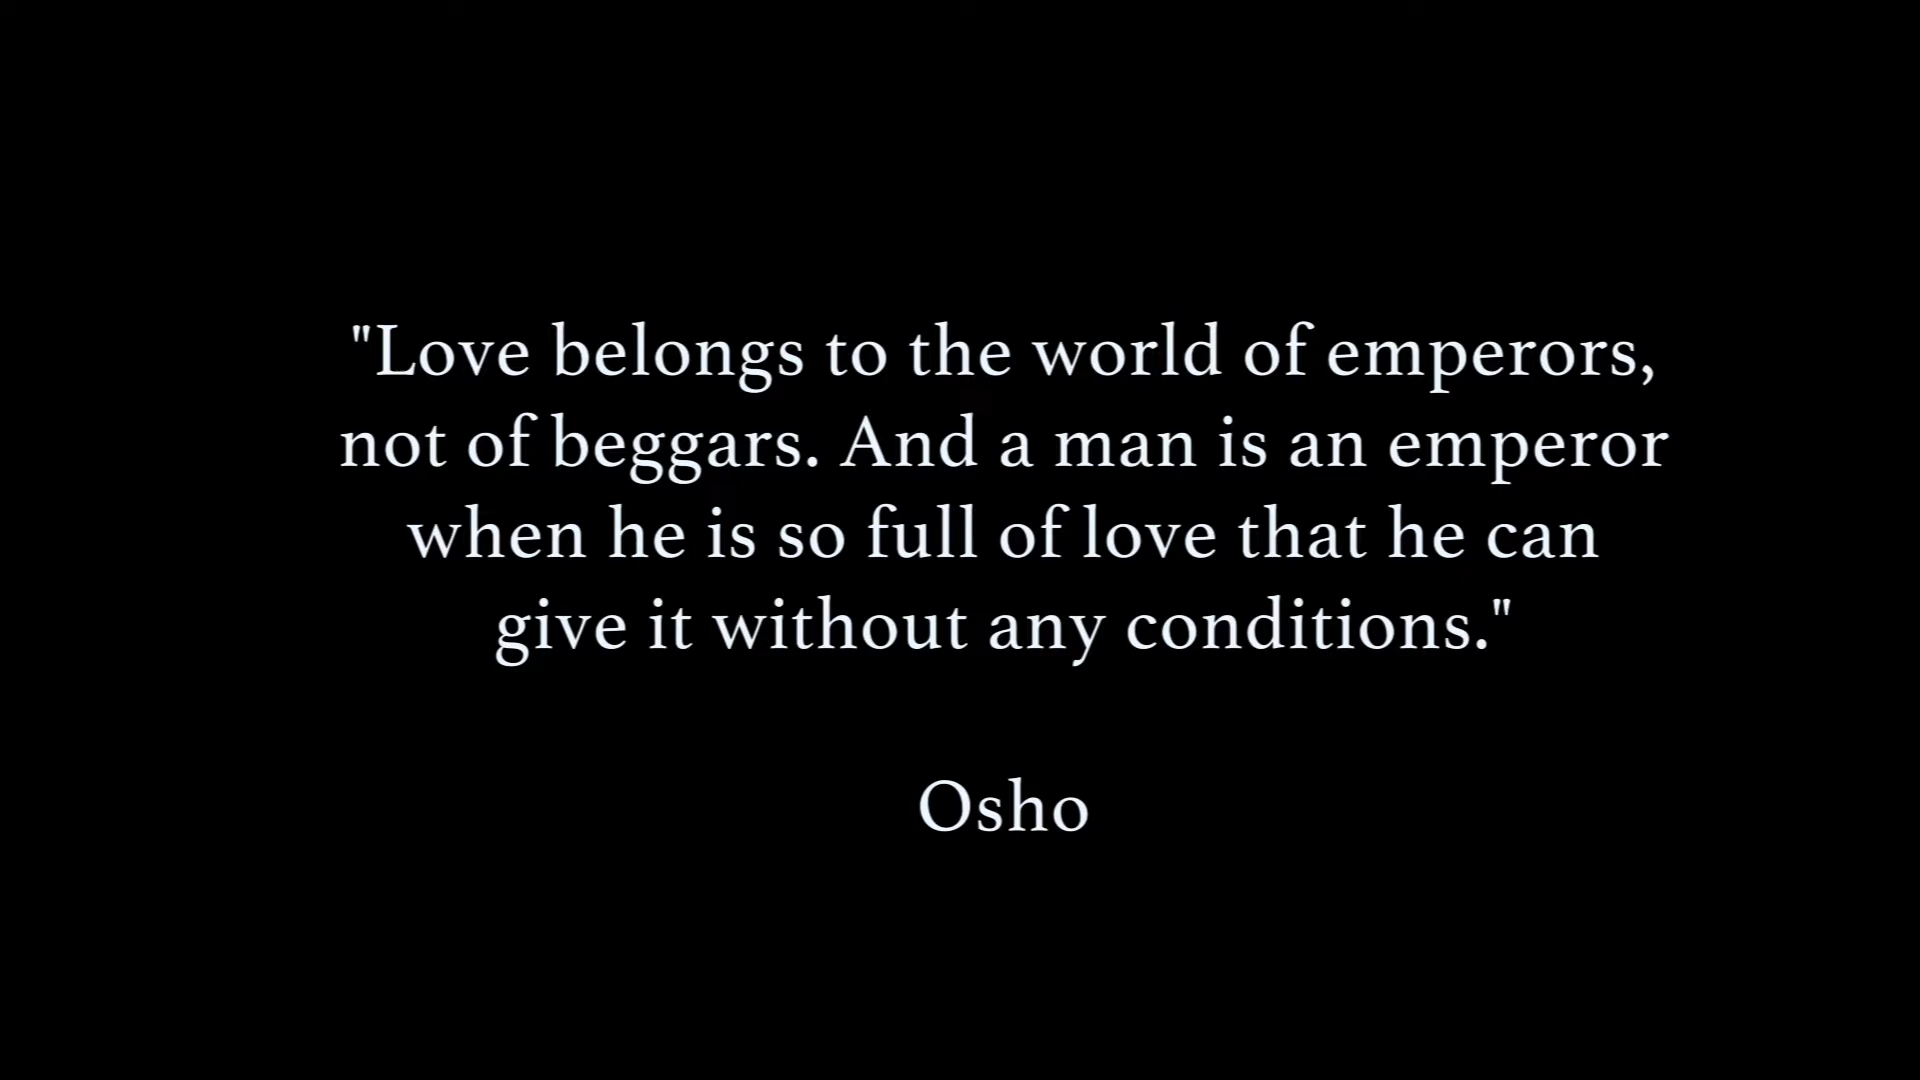 "Love belongs to the world of emperors,
not of beggars. And a man is an emperor
when he is so full of love that he can
give it without any conditions."
Osho